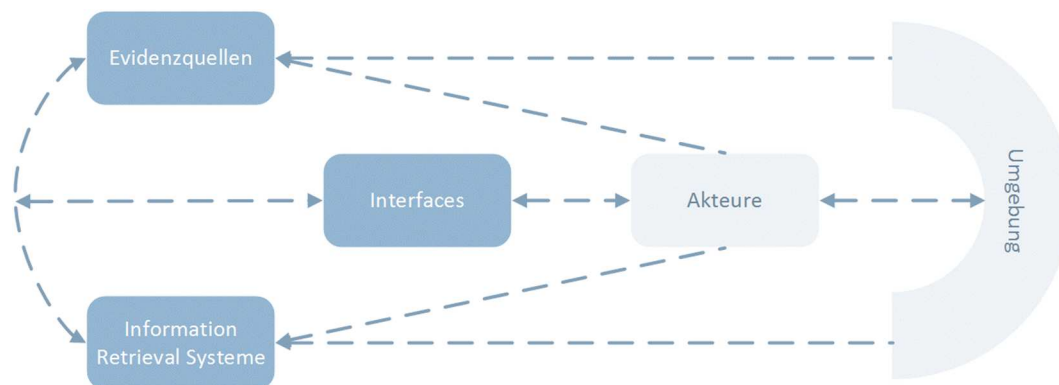 Evidenzquellen
Interfaces
Akteure
Umgebung
Information
Retrieval Systeme